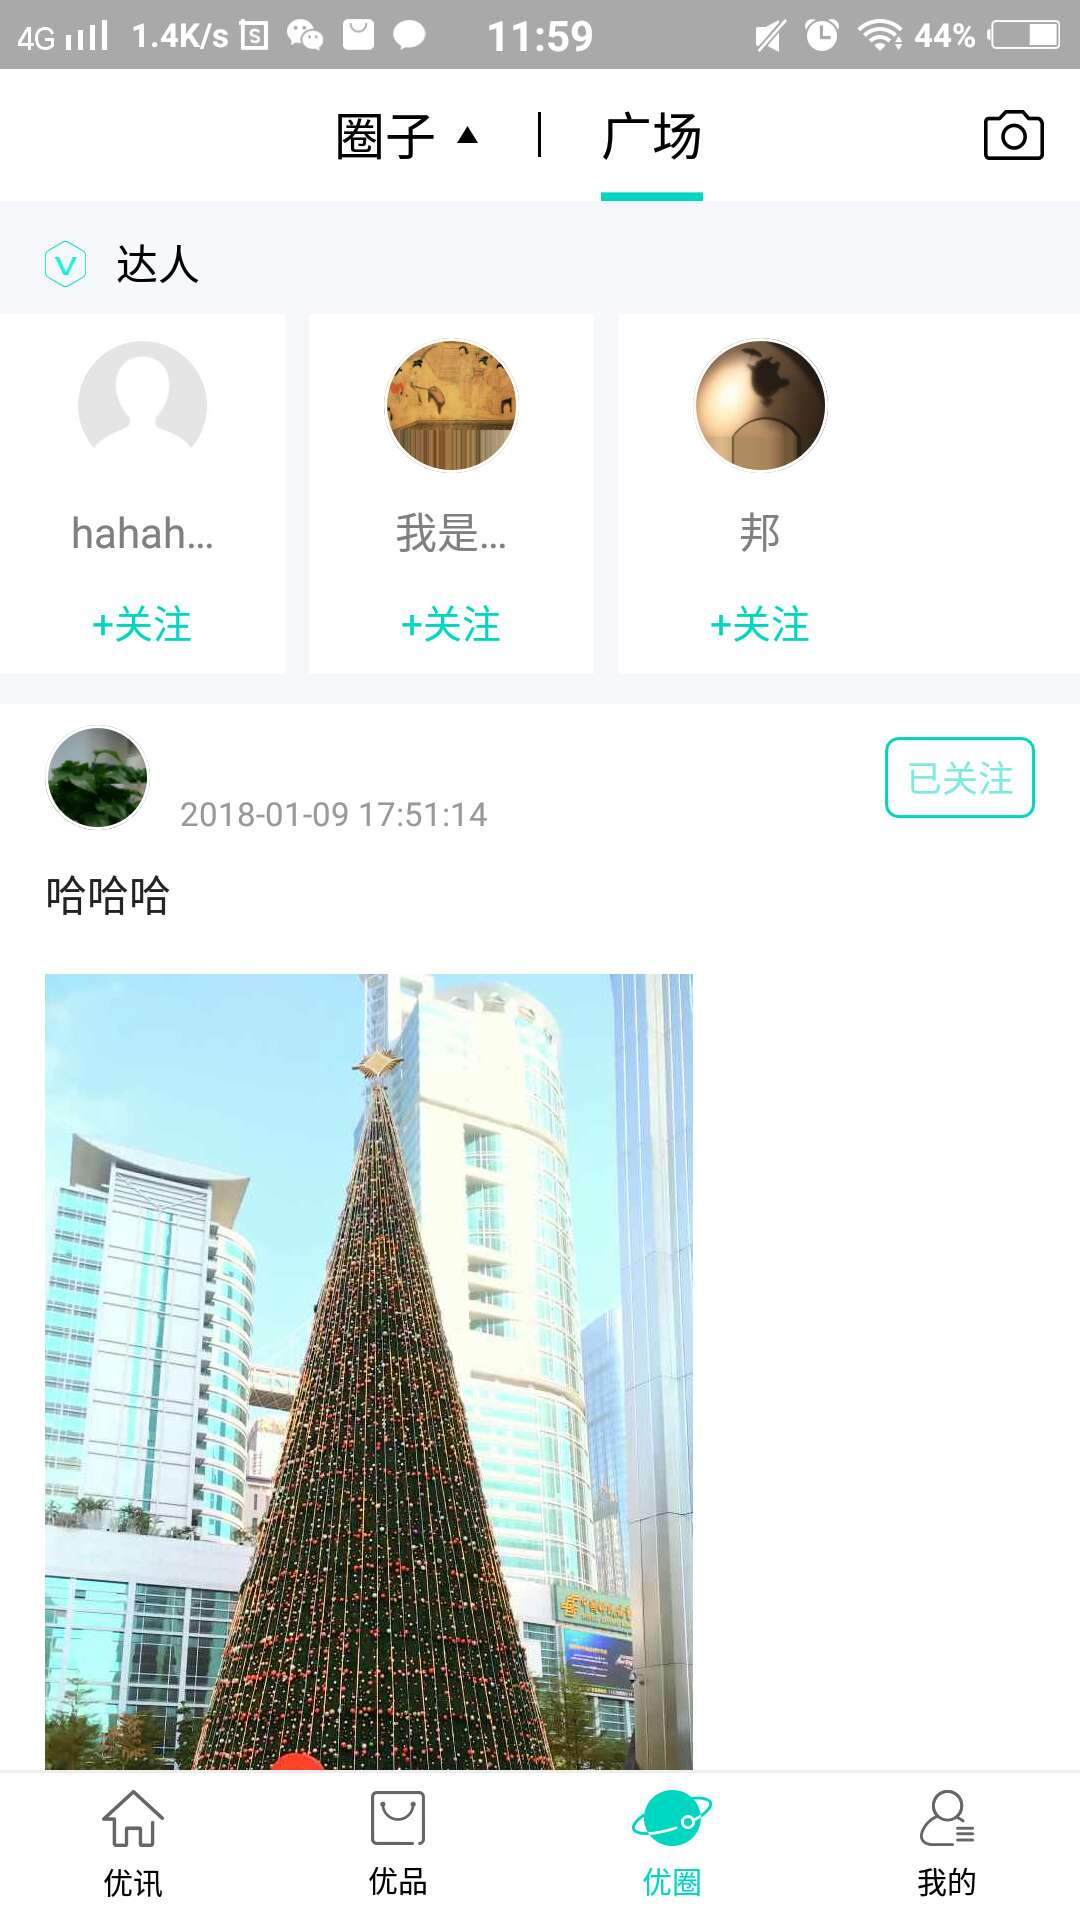 4G 1.4K/s 11:59 44%
圈子 广场
达人
hahah... 我是... 邦
+关注 +关注 +关注
已关注
2018-01-09 17:51:14
哈哈哈
优讯 优品 优圈 我的